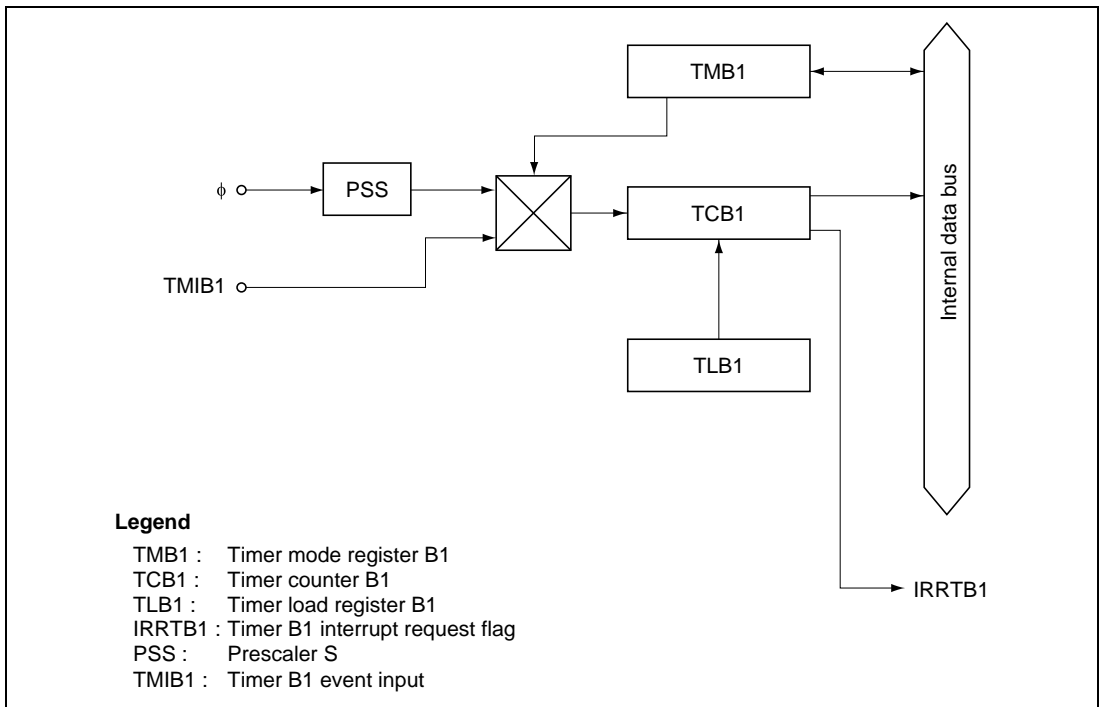 TMB1
ϕ
PSS
TCB1
TMIB1
TLB1
Internal data bus
IRRTB1
Legend
TMB1 : Timer mode register B1
TCB1 : Timer counter B1
TLB1 : Timer load register B1
IRRTB1 : Timer B1 interrupt request flag
PSS : Prescaler S
TMIB1 : Timer B1 event input